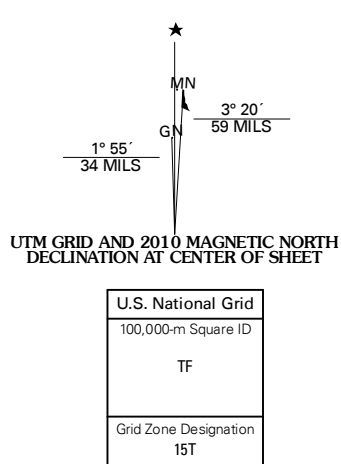 MN
3° 20´
59 MILS
GN
1° 55´
34 MILS
UTM GRID AND 2010 MAGNETIC NORTH
DECLINATION AT CENTER OF SHEET
U.S. National Grid
100,000-m Square ID
TF
Grid Zone Designation
15T